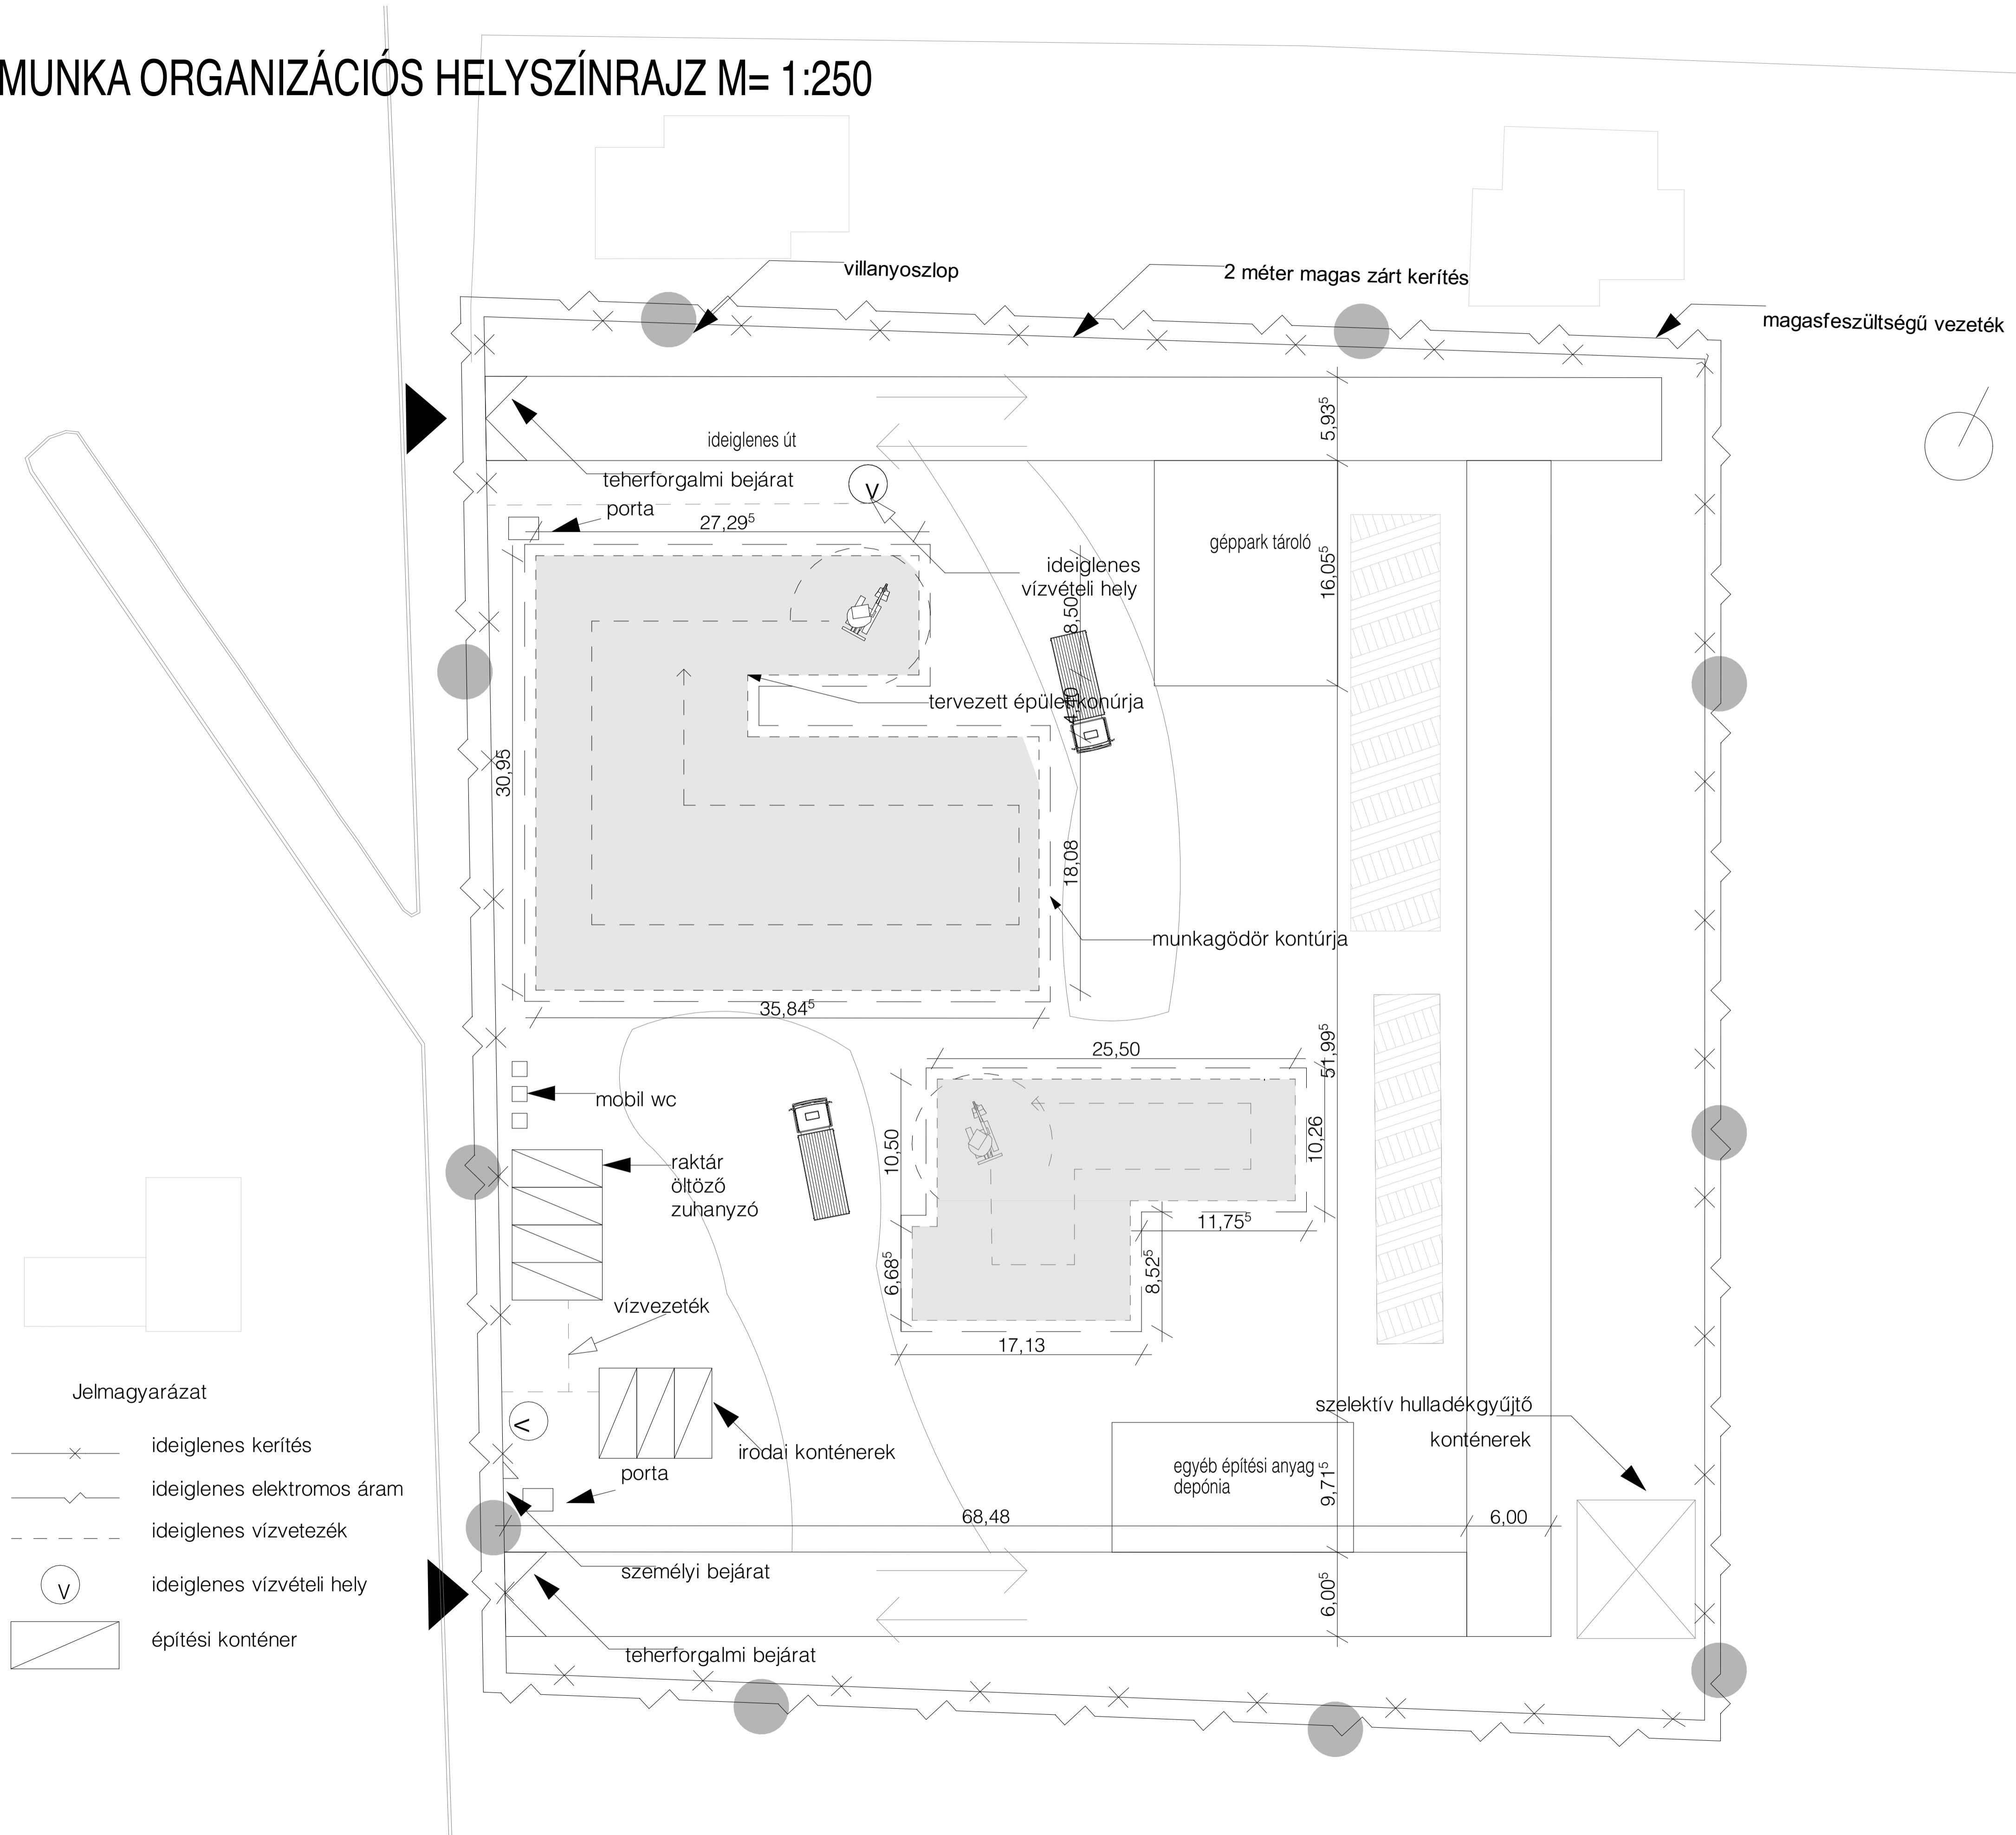 MUNKA ORGANIZÁCIÓS HELYSZÍNRAJZ M= 1:250
villanyoszlop
2 méter magas zárt kerítés
magasfeszültségű vezeték
ideiglenes út
5,93⁵
teherforgalmi bejárat
V
porta
27,29⁵
géppark tároló
ideiglenes
vízvételi hely
16,05⁵
8,50
tervezett épület konúrja
4,40
30,95
18,08
munkagödör kontúrja
35,84⁵
25,50
51,99⁵
mobil wc
10,50
10,26
raktár
öltöző
zuhanyzó
11,75⁵
6,68⁵
8,52⁵
vízvezeték
17,13
szelektív hulladékgyűjtő
konténerek
V
irodai konténerek
porta
egyéb építési anyag
depónia
9,71⁵
68,48
6,00
személyi bejárat
6,00⁵
teherforgalmi bejárat
Jelmagyarázat
ideiglenes kerítés
ideiglenes elektromos áram
ideiglenes vízvetezék
V
ideiglenes vízvételi hely
építési konténer